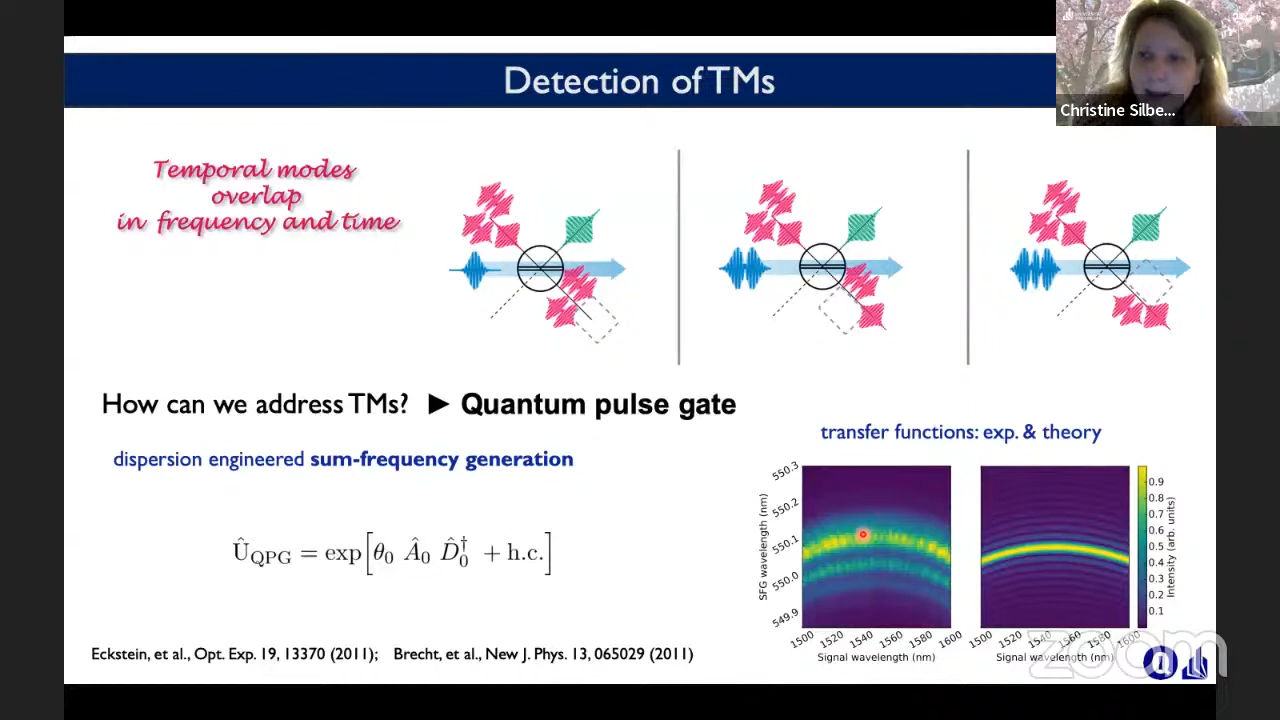 Detection of TMs
Christine Silbe...
Temporal modes
overlap
in frequency and time
How can we address TMs? ► Quantum pulse gate
dispersion engineered sum-frequency generation
Û_QPG = exp[θ₀ Â₀ D̂₀† + h.c.]
transfer functions: exp. & theory
SFG wavelength (nm)
550.3
550.2
550.1
550.0
549.9
1500 1520 1540 1560 1580 1600
Signal wavelength (nm)
1500 1520 1540 1560 1580 1600
Signal wavelength (nm)
0.9
0.8
0.7
0.6
0.5
0.4
0.3
0.2
0.1
Intensity (arb. units)
Eckstein, et al., Opt. Exp. 19, 13370 (2011); Brecht, et al., New J. Phys. 13, 065029 (2011)
zoom